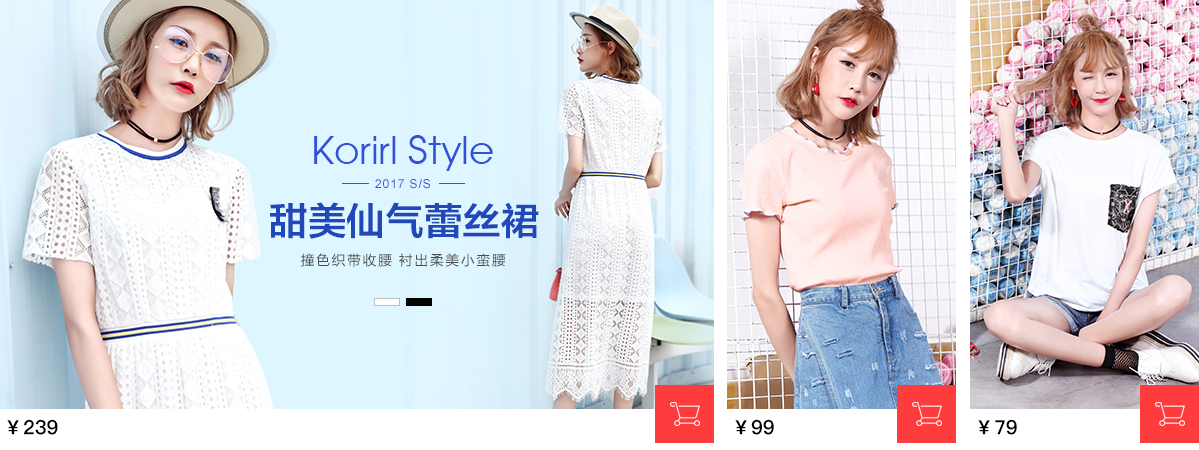 Korirl Style
2017 S/S
甜美仙气蕾丝裙
撞色织带收腰 衬出柔美小蛮腰
¥ 239
¥ 99
¥ 79